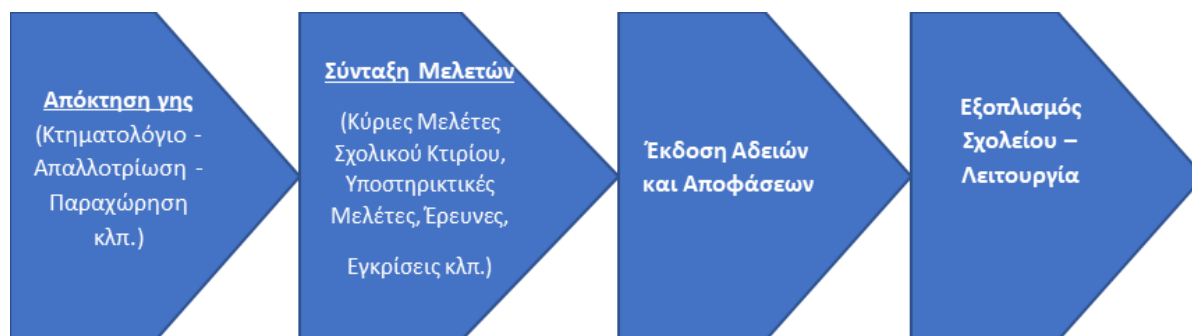 Απόκτηση γης
(Κτηματολόγιο -
Απαλλοτρίωση -
Παραχώρηση
κλπ.)
Σύνταξη Μελετών
(Κύριες Μελέτες
Σχολικού Κτιρίου,
Υποστηρικτικές
Μελέτες, Έρευνες,
Εγκρίσεις κλπ.)
Έκδοση Αδειών
και Αποφάσεων
Εξοπλισμός
Σχολείου –
Λειτουργία